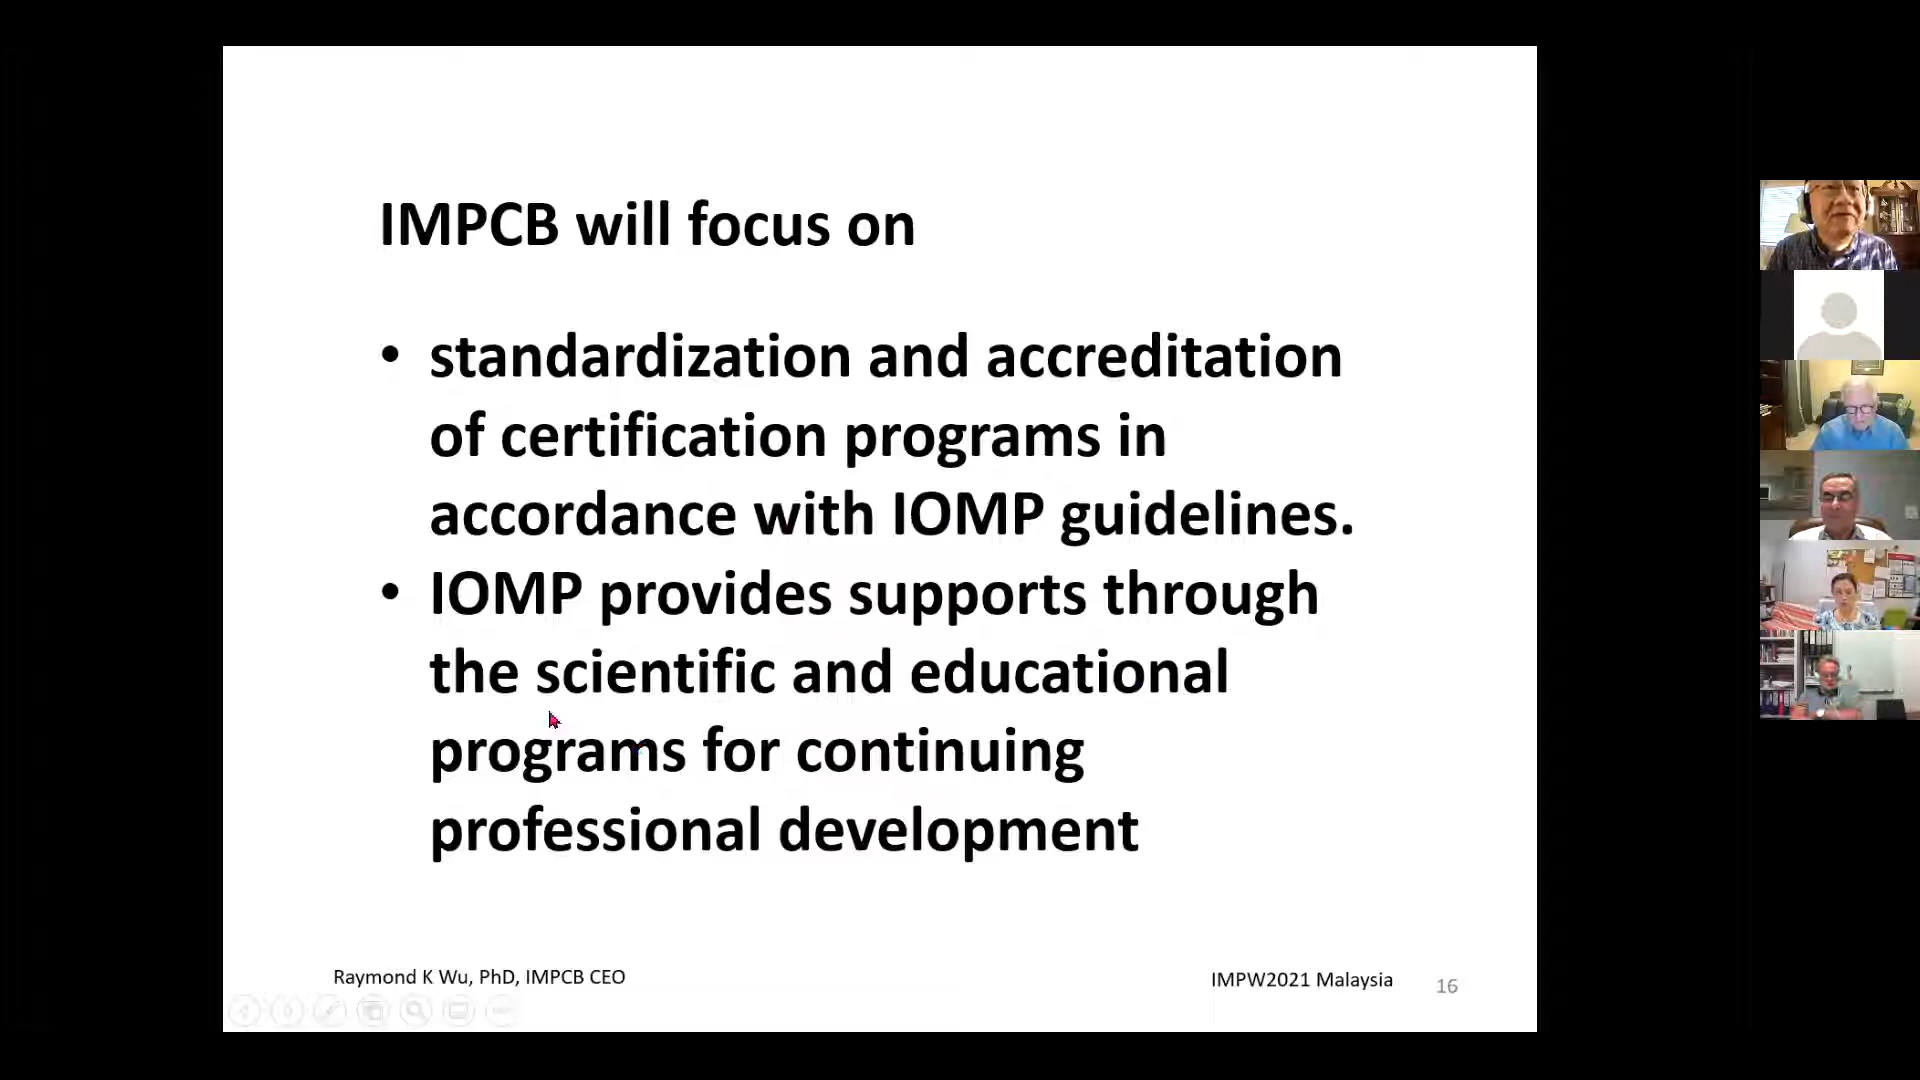 IMPCB will focus on
• standardization and accreditation
of certification programs in
accordance with IOMP guidelines.
• IOMP provides supports through
the scientific and educational
programs for continuing
professional development
Raymond K Wu, PhD, IMPCB CEO
IMPW2021 Malaysia
16